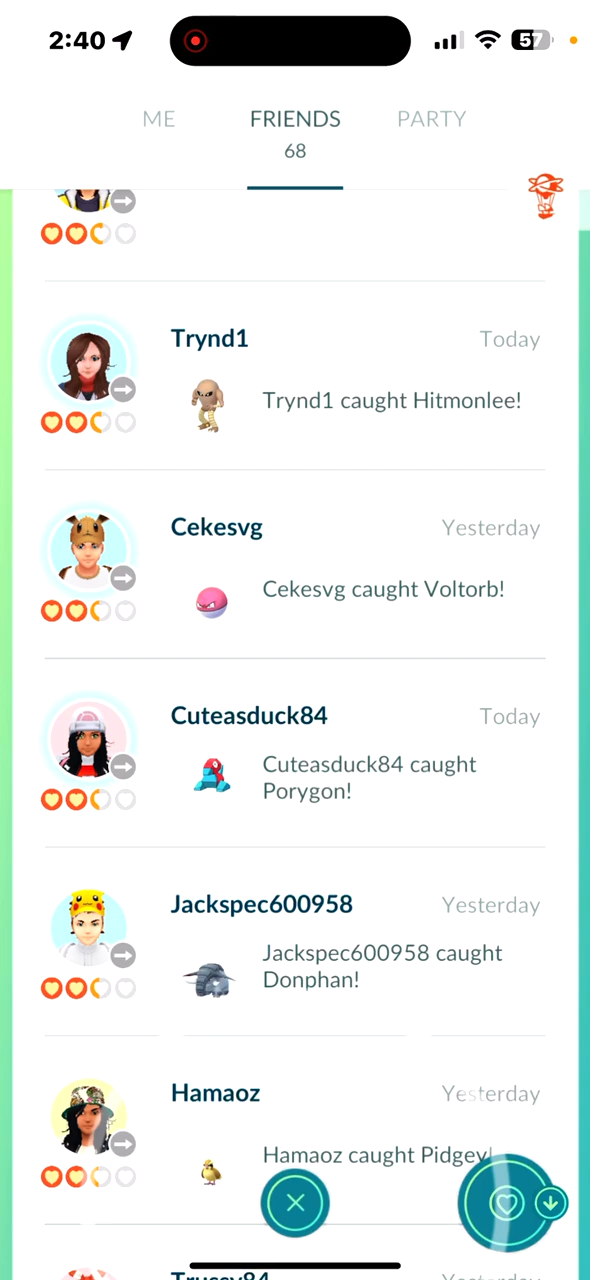 2:40
57
ME
FRIENDS
PARTY
68
Trynd1
Today
Trynd1 caught Hitmonlee!
Cekesvg
Yesterday
Cekesvg caught Voltorb!
Cuteasduck84
Today
Cuteasduck84 caught
Porygon!
Jackspec600958
Yesterday
Jackspec600958 caught
Donphan!
Hamaoz
Yesterday
Hamaoz caught Pidgey!
Yesterday